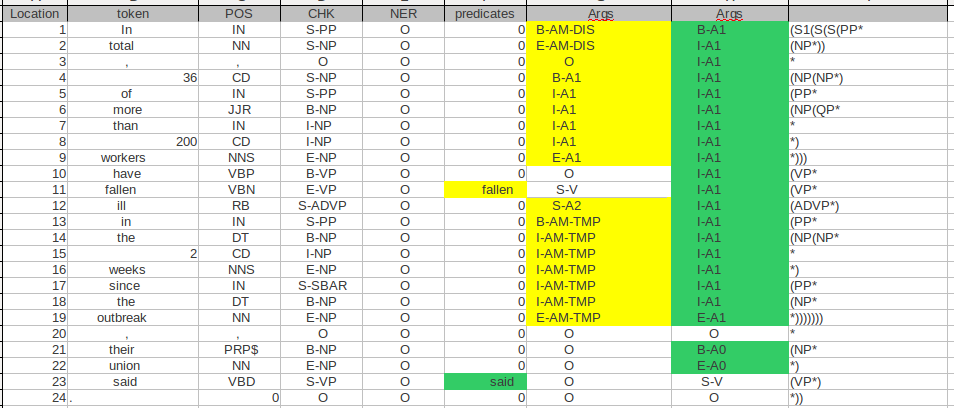 Location token POS CHK NER predicates Args Args
1 In IN S-PP O 0 B-AM-DIS B-A1 (S1(S(S(PP*
2 total NN S-NP O 0 E-AM-DIS I-A1 (NP*))
3 , , O O 0 O I-A1 *
4 36 CD S-NP O 0 B-A1 I-A1 (NP(NP*)
5 of IN S-PP O 0 I-A1 I-A1 (PP*
6 more JJR B-NP O 0 I-A1 I-A1 (NP(QP*
7 than IN I-NP O 0 I-A1 I-A1 *
8 200 CD I-NP O 0 I-A1 I-A1 *)
9 workers NNS E-NP O 0 E-A1 I-A1 *)))
10 have VBP B-VP O 0 O I-A1 (VP*
11 fallen VBN E-VP O fallen S-V I-A1 (VP*
12 ill RB S-ADVP O 0 S-A2 I-A1 (ADVP*)
13 in IN S-PP O 0 B-AM-TMP I-A1 (PP*
14 the DT B-NP O 0 I-AM-TMP I-A1 (NP(NP*
15 2 CD I-NP O 0 I-AM-TMP I-A1 *
16 weeks NNS E-NP O 0 I-AM-TMP I-A1 *)
17 since IN S-SBAR O 0 I-AM-TMP I-A1 (PP*
18 the DT B-NP O 0 I-AM-TMP I-A1 (NP*
19 outbreak NN E-NP O 0 E-AM-TMP E-A1 *)))))))
20 , , O O 0 O O *
21 their PRP$ B-NP O 0 O B-A0 (NP*
22 union NN E-NP O 0 O E-A0 *)
23 said VBD S-VP O said O S-V (VP*)
24 . 0 O O 0 O O *))